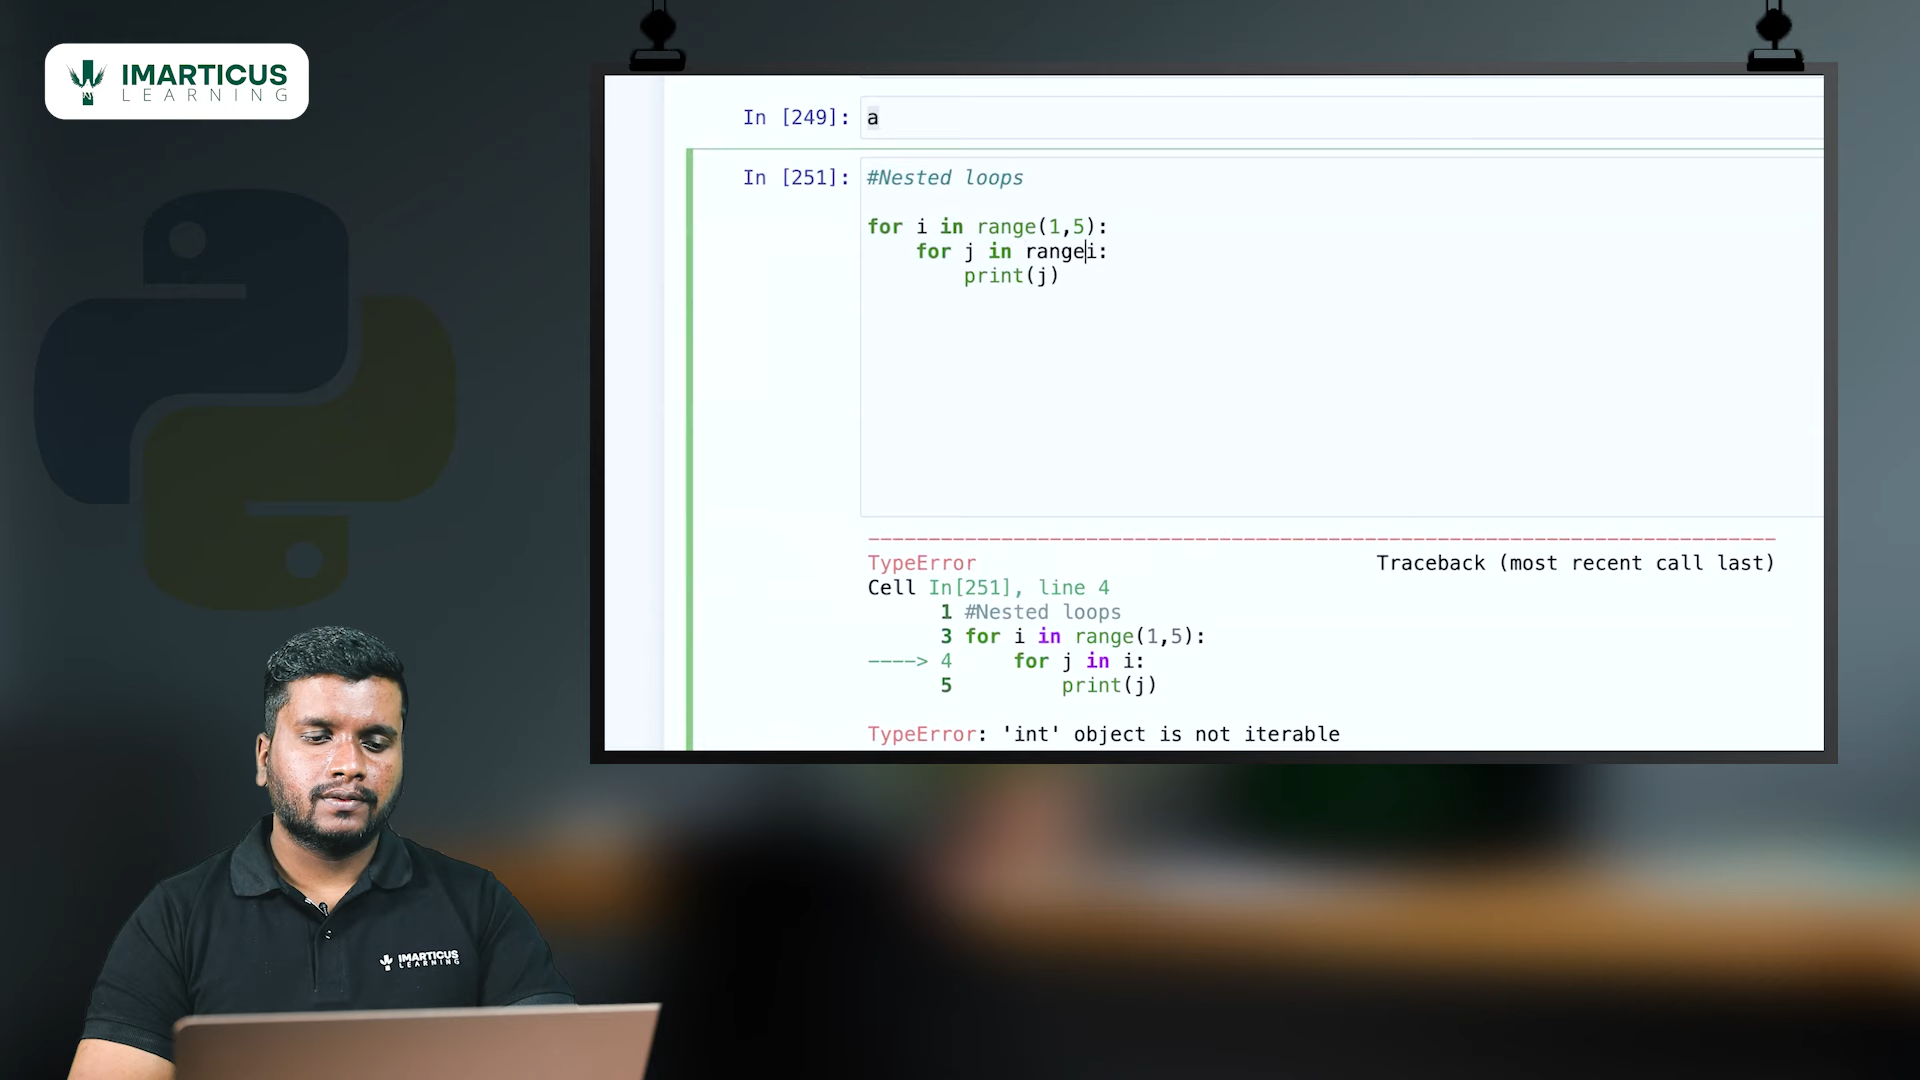 IMARTICUS
LEARNING
In [249]: a
In [251]: #Nested loops
for i in range(1,5):
    for j in rangei:
        print(j)
TypeError Traceback (most recent call last)
Cell In[251], line 4
      1 #Nested loops
      3 for i in range(1,5):
----> 4     for j in i:
      5         print(j)
TypeError: 'int' object is not iterable
IMARTICUS
LEARNING